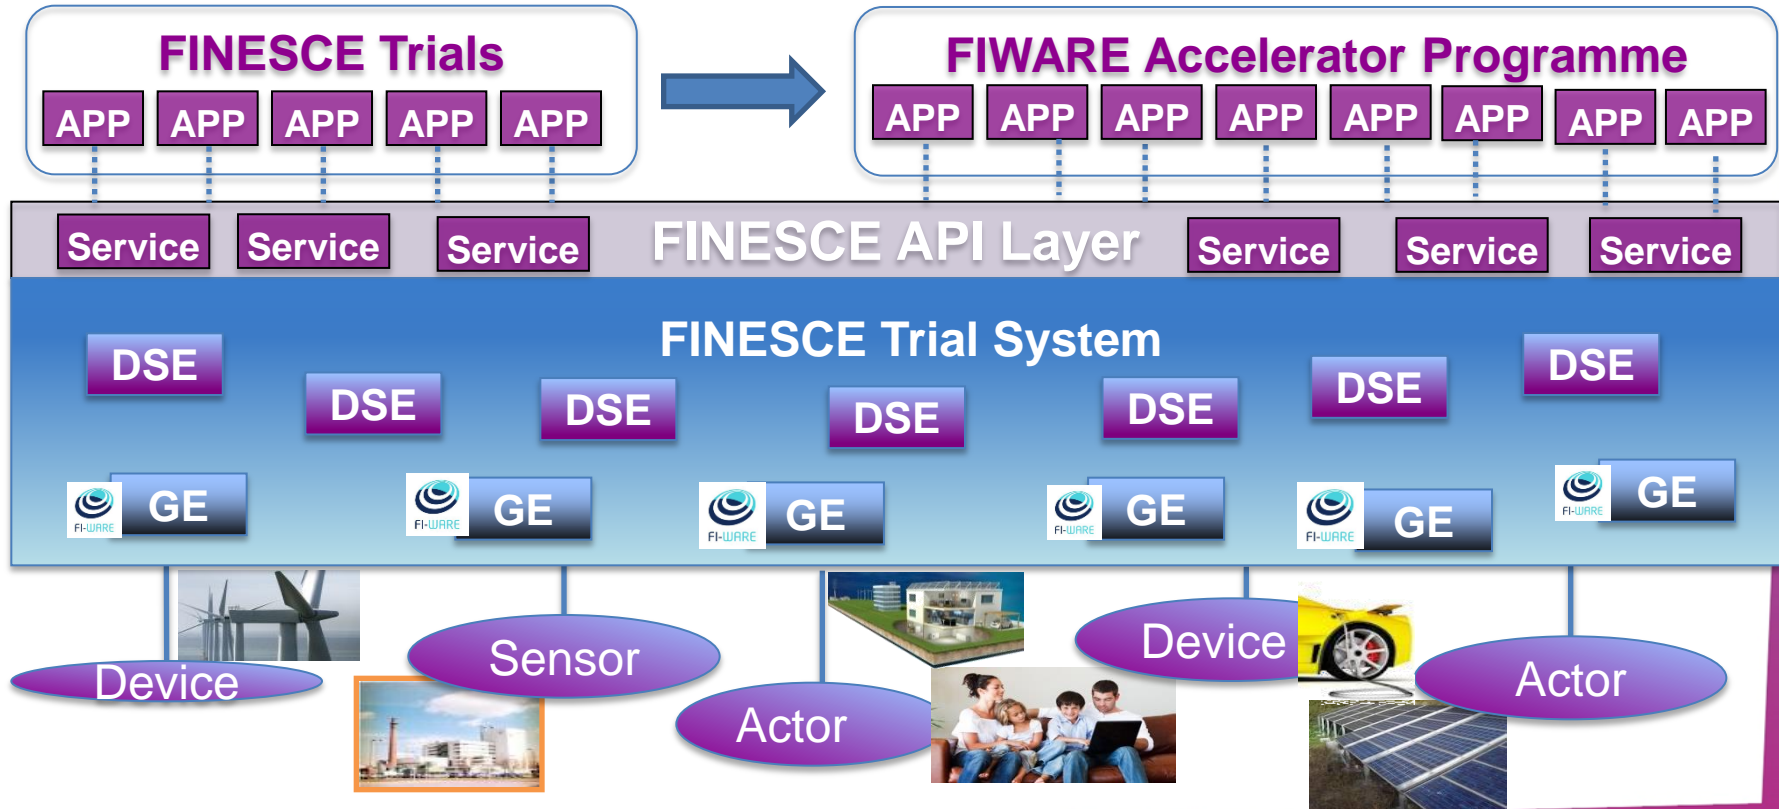 FINESCE Trials
FIWARE Accelerator Programme
APP APP APP APP APP
APP APP APP APP APP APP APP APP
Service Service Service FINESCE API Layer Service Service Service
FINESCE Trial System
DSE DSE DSE DSE DSE DSE DSE
GE GE GE GE GE GE
FI-WARE FI-WARE FI-WARE FI-WARE FI-WARE FI-WARE
Device Sensor Actor Device Actor